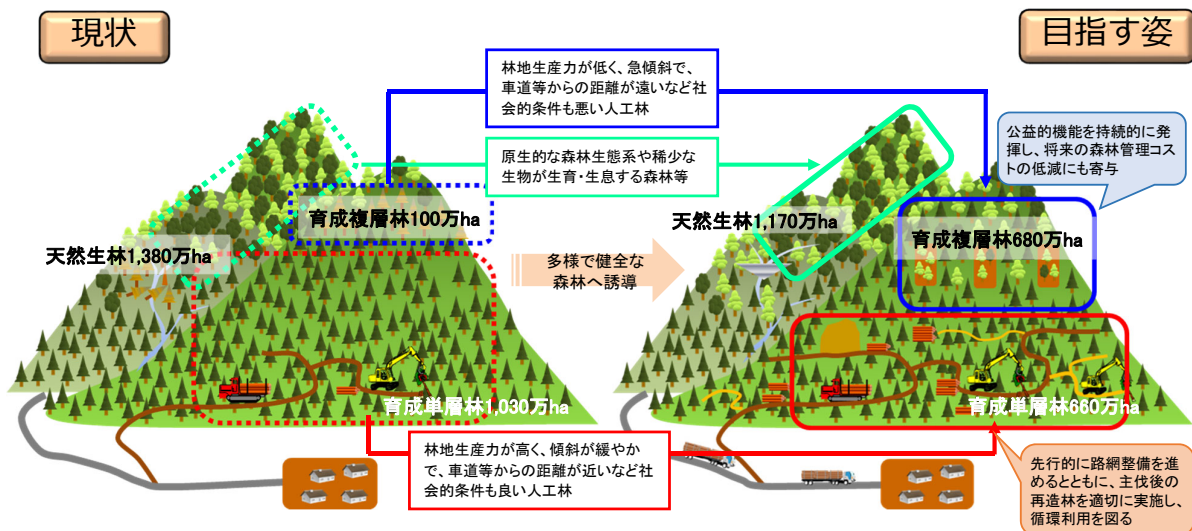 現状
目指す姿
林地生産力が低く、急傾斜で、
車道等からの距離が遠いなど社
会的条件も悪い人工林
原生的な森林生態系や稀少な
生物が生育・生息する森林等
公益的機能を持続的に発
揮し、将来の森林管理コス
トの低減にも寄与
育成複層林100万ha
天然生林1,380万ha
多様で健全な
森林へ誘導
天然生林1,170万ha
育成複層林680万ha
育成単層林1,030万ha
育成単層林660万ha
林地生産力が高く、傾斜が緩やか
で、車道等からの距離が近いなど社
会的条件も良い人工林
先行的に路網整備を進
めるとともに、主伐後の
再造林を適切に実施し、
循環利用を図る